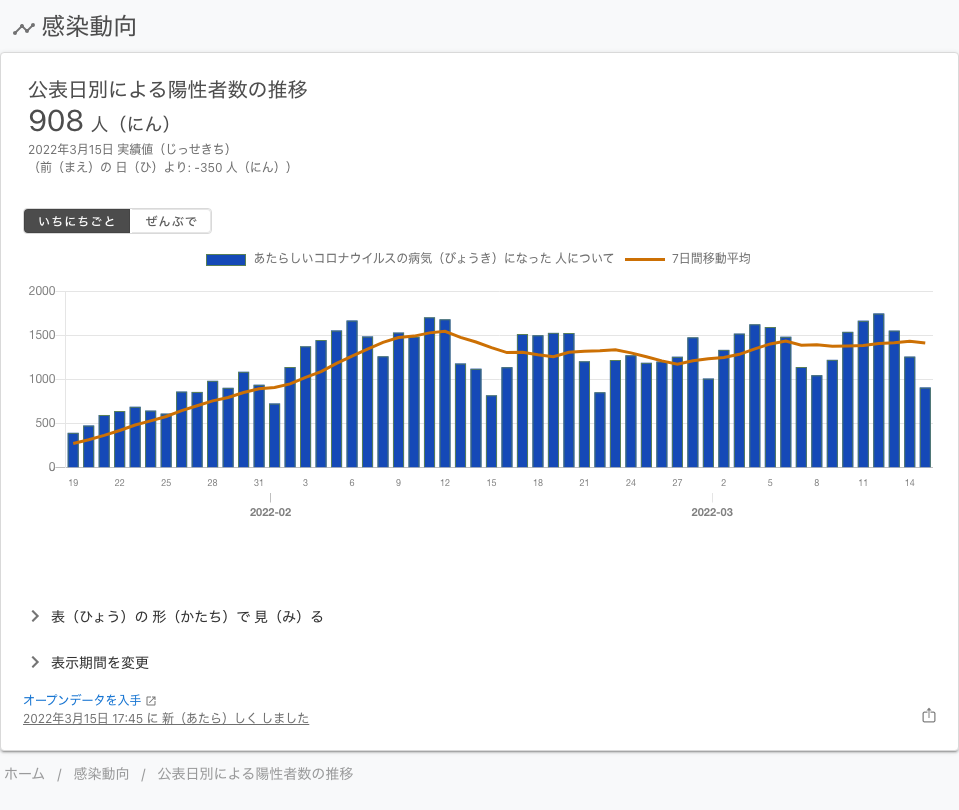 感染動向
公表日別による陽性者数の推移
908 人（にん）
2022年3月15日 実績値（じっせきち）
（前（まえ）の 日（ひ）より: -350 人（にん））
いちにちごと ぜんぶで
あたらしいコロナウイルスの病気（びょうき）になった 人について 7日間移動平均
2000
1500
1000
500
0
19 22 25 28 31 3 6 9 12 15 18 21 24 27 2 5 8 11 14
2022-02 2022-03
表（ひょう）の 形（かたち）で 見（み）る
表示期間を変更
オープンデータを入手
2022年3月15日 17:45 に 新（あたら）しく しました
ホーム / 感染動向 / 公表日別による陽性者数の推移